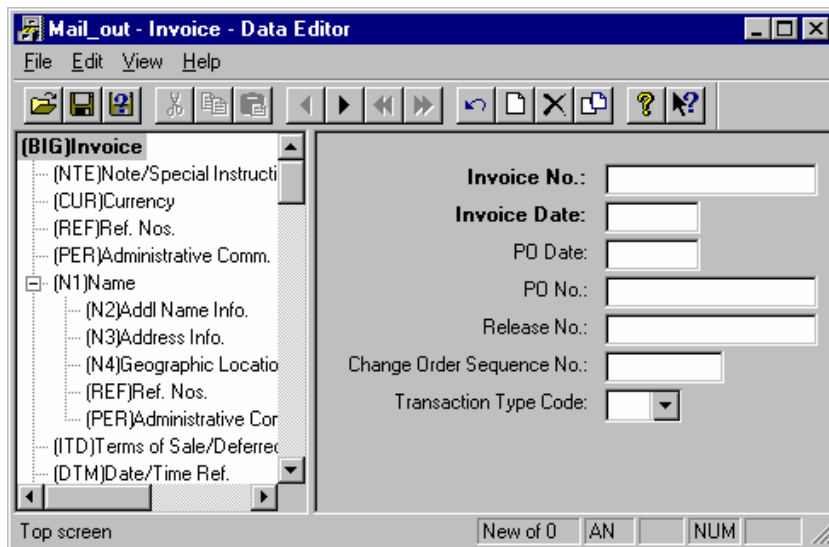 Mail_out - Invoice - Data Editor
File Edit View Help
(BIG)Invoice
(NTE)Note/Special Instructi
(CUR)Currency
(REF)Ref. Nos.
(PER)Administrative Comm.
(N1)Name
(N2)Addl Name Info.
(N3)Address Info.
(N4)Geographic Locatio
(REF)Ref. Nos.
(PER)Administrative Cor
(ITD)Terms of Sale/Deferred
(DTM)Date/Time Ref.
Invoice No.:
Invoice Date:
PO Date:
PO No.:
Release No.:
Change Order Sequence No.:
Transaction Type Code:
Top screen
New of 0
AN
NUM